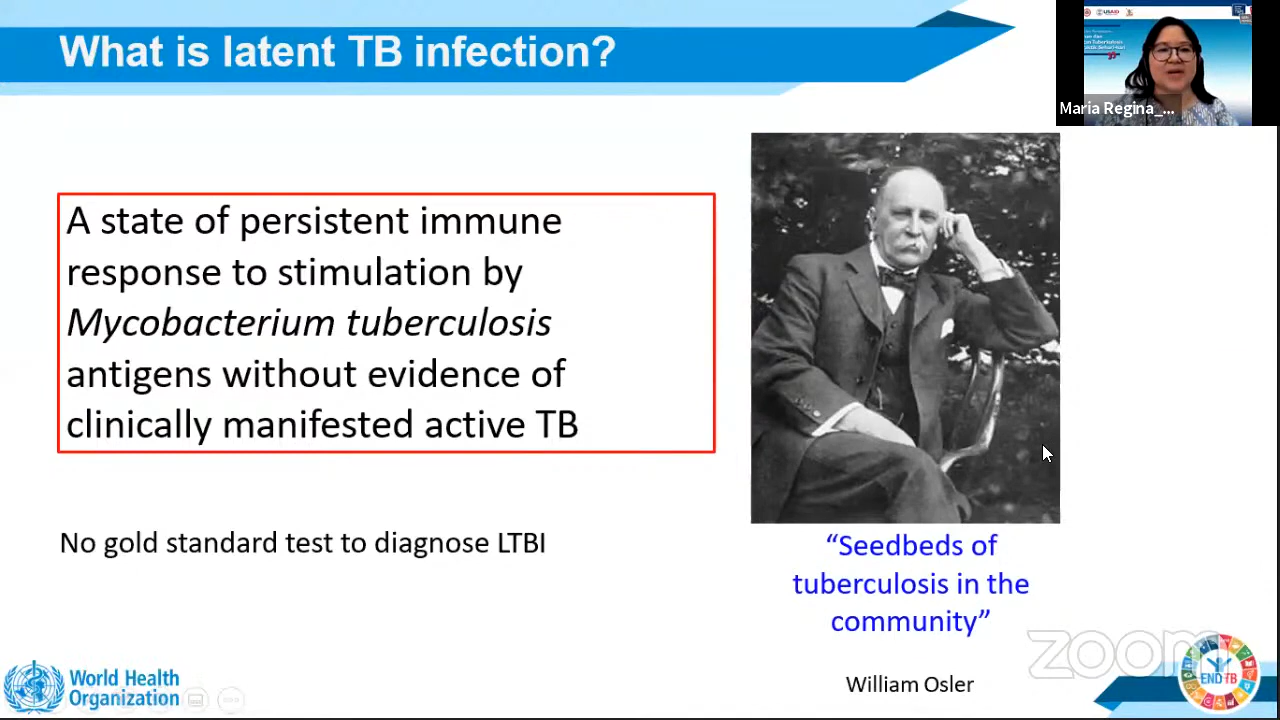 What is latent TB infection?
USAID
Maria Regina_...
A state of persistent immune
response to stimulation by
Mycobacterium tuberculosis
antigens without evidence of
clinically manifested active TB
No gold standard test to diagnose LTBI
“Seedbeds of
tuberculosis in the
community”
William Osler
zoom
World Health
Organization
END TB